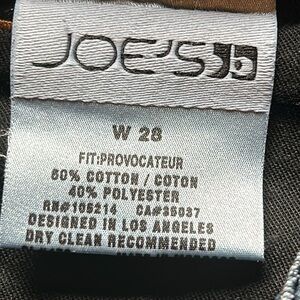 JOE'S
W 28
FIT:PROVOCATEUR
60% COTTON / COTON
40% POLYESTER
RN#105214 CA#35037
DESIGNED IN LOS ANGELES
DRY CLEAN RECOMMENDED